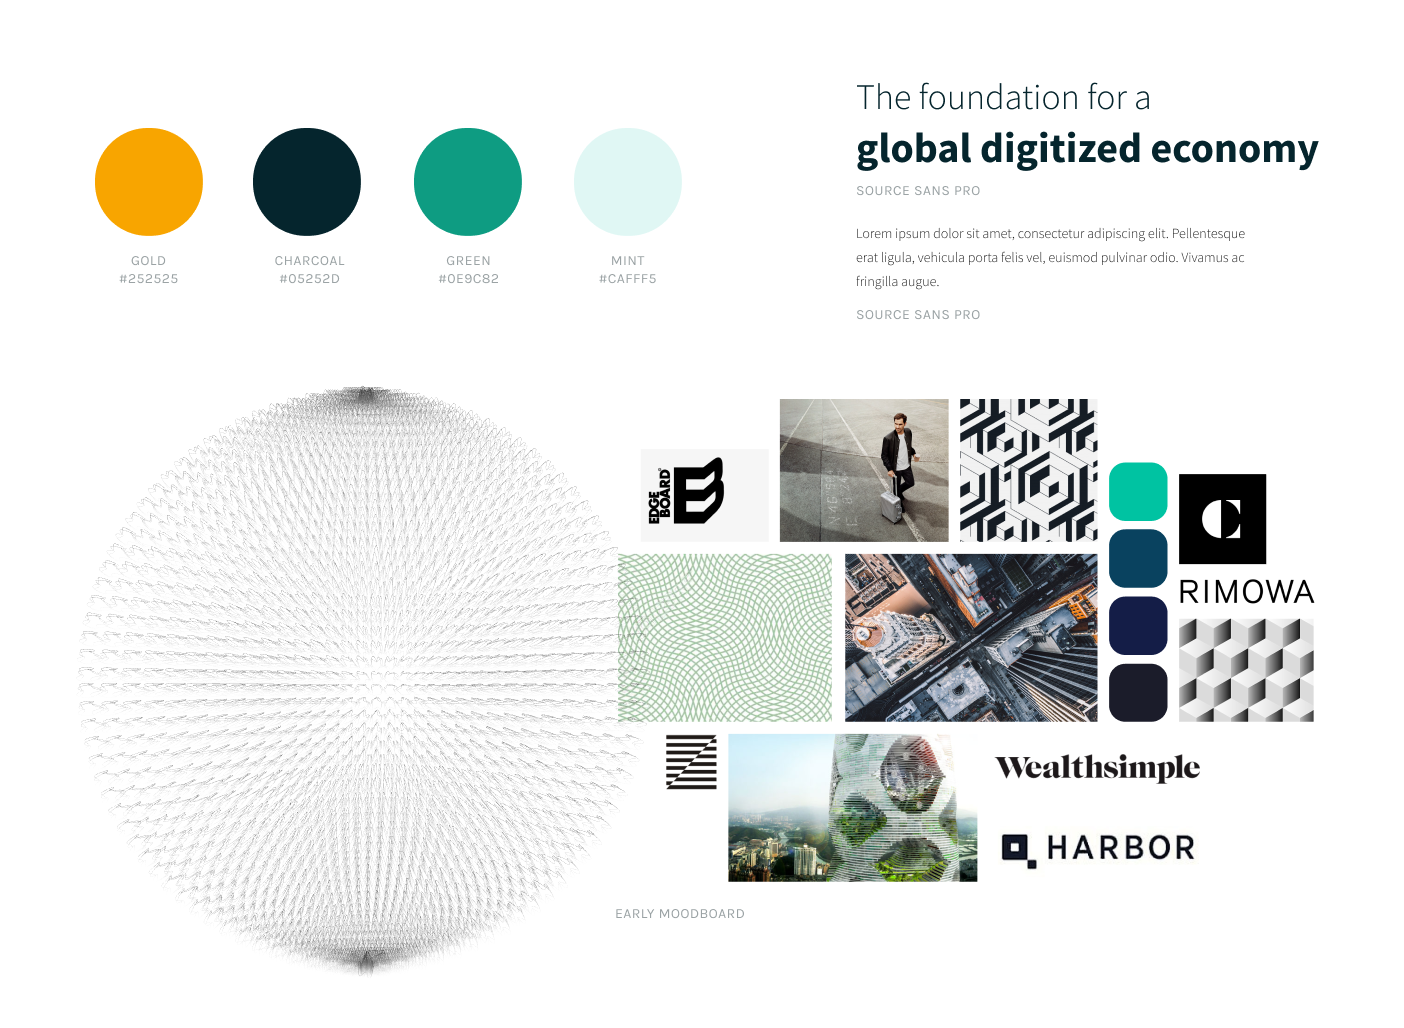 The foundation for a
global digitized economy
SOURCE SANS PRO
Lorem ipsum dolor sit amet, consectetur adipiscing elit. Pellentesque
erat ligula, vehicula porta felis vel, euismod pulvinar odio. Vivamus ac
fringilla augue.
SOURCE SANS PRO
GOLD
#252525
CHARCOAL
#05252D
GREEN
#0E9C82
MINT
#CAFFF5
EDGE
BOARD
RIMOWA
Wealthsimple
HARBOR
EARLY MOODBOARD